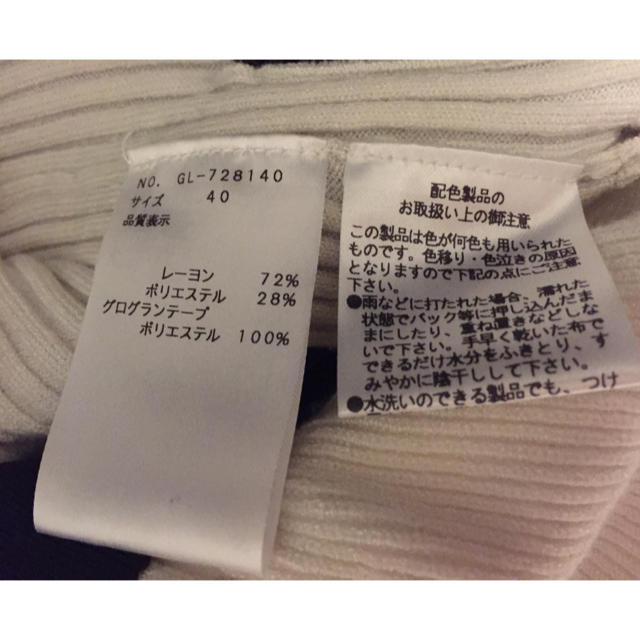 NO. GL-728140
サイズ 40
品質表示
レーヨン 72%
ポリエステル 28%
グログランテープ
ポリエステル 100%
配色製品の
お取扱い上の御注意
この製品は色が何色も用いられた
ものです。色移り・色泣きの原因
となりますので下記の点にご注意
下さい。
●雨などに打たれた場合、濡れた
状態でバック等に押し込んだま
まにしたり、重ね置きなどしな
いで下さい。手早く乾いた布で
できるだけ水分をふきとり、す
みやかに陰干しして下さい。
●水洗いのできる製品でも、つけ